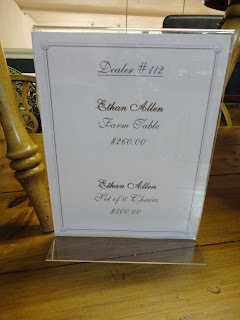 Dealer #112
Ethan Allen
Farm Table
$260.00
Ethan Allen
Set of 6 Chairs
$300.00